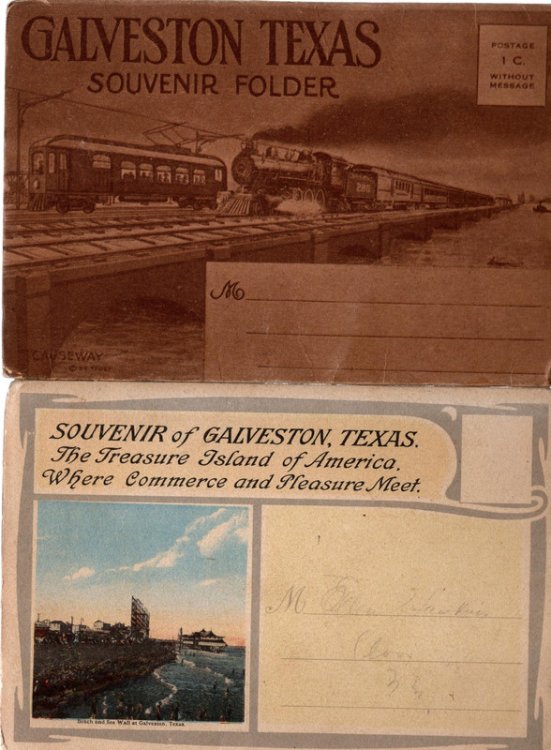 GALVESTON TEXAS
SOUVENIR FOLDER
POSTAGE
1 C.
WITHOUT
MESSAGE
M
CAUSEWAY
SOUVENIR of GALVESTON, TEXAS.
The Treasure Island of America.
Where Commerce and Pleasure Meet.
M
Beach and Sea Wall at Galveston, Texas